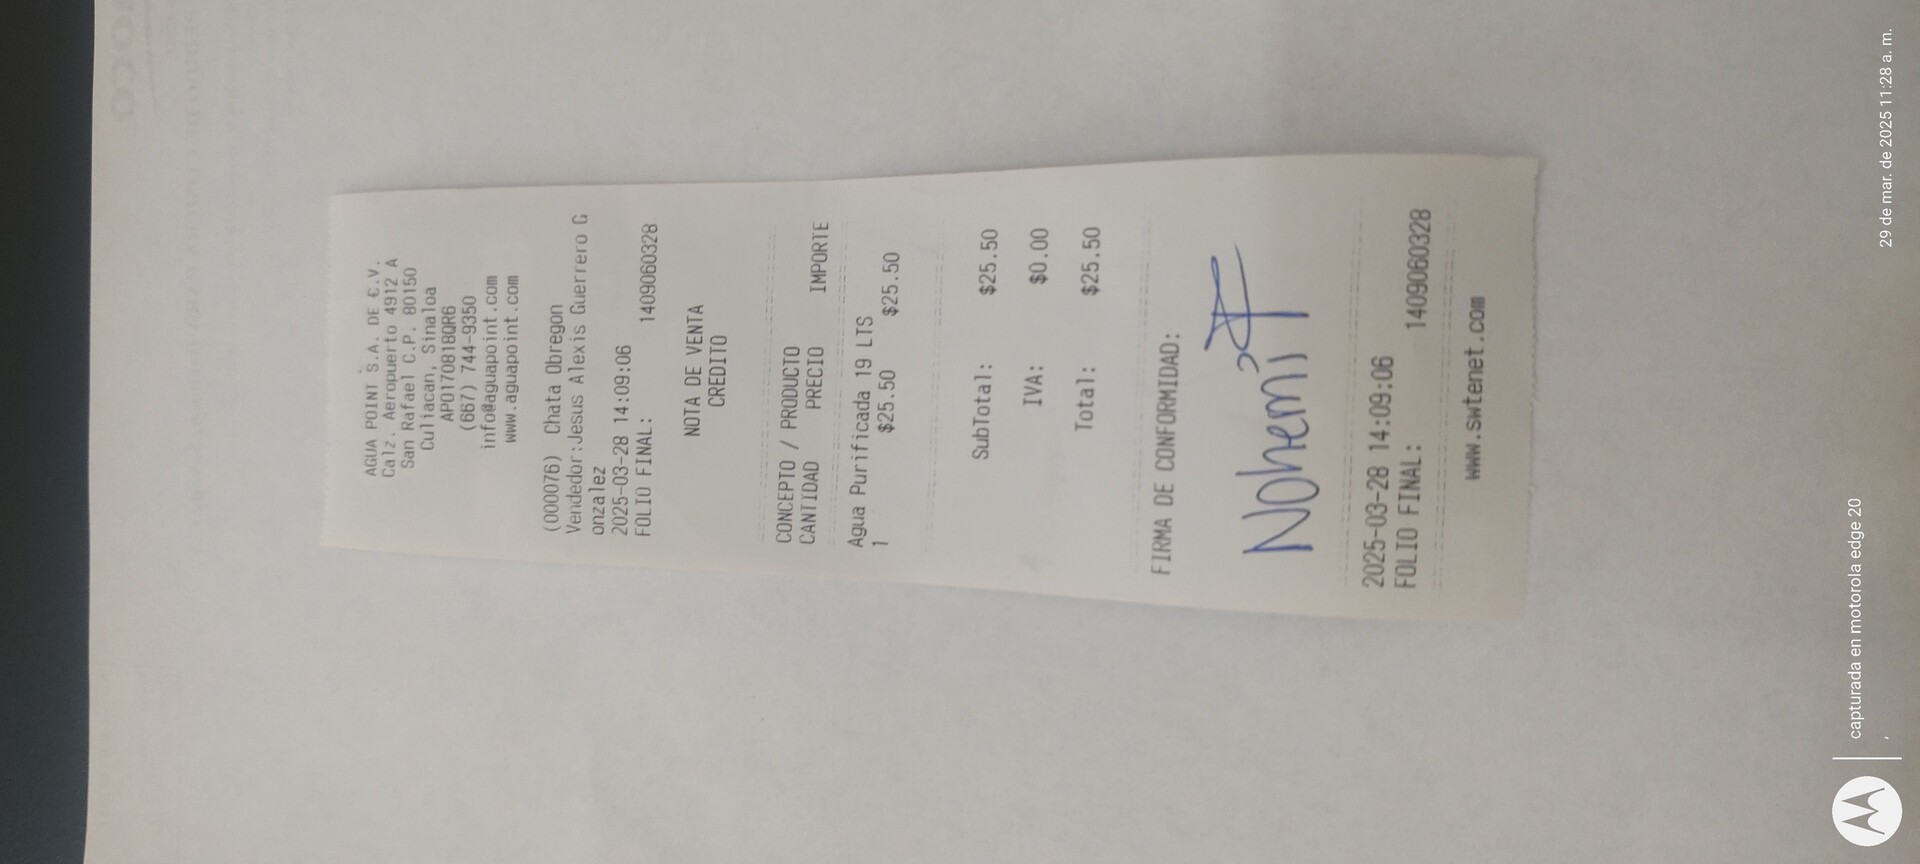 AGUA POINT S.A. DE C.V.
Calz. Aeropuerto 4912 A
San Rafael C.P. 80150
Culiacan, Sinaloa
APO170818QR6
(667) 744-9350
info@aguapoint.com
www.aguapoint.com
(000076) Chata Obregon
Vendedor:Jesus Alexis Guerrero G
onzalez
2025-03-28 14:09:06
FOLIO FINAL: 1409060328
NOTA DE VENTA
CREDITO
CONCEPTO / PRODUCTO
CANTIDAD PRECIO IMPORTE
Agua Purificada 19 LTS
1 $25.50 $25.50
SubTotal: $25.50
IVA: $0.00
Total: $25.50
FIRMA DE CONFORMIDAD:
Nohemí
2025-03-28 14:09:06
FOLIO FINAL: 1409060328
www.swtenet.com
capturada en motorola edge 20
29 de mar. de 2025 11:28 a. m.